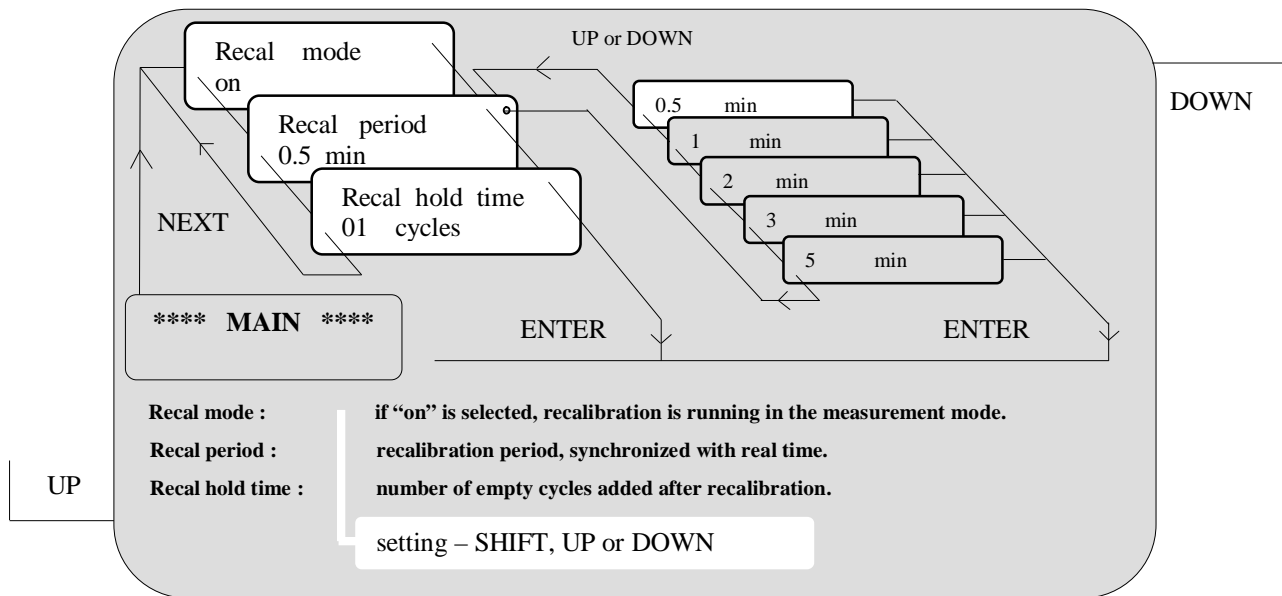 Recal mode
on
Recal period
0.5 min
Recal hold time
01 cycles
NEXT
**** MAIN ****
ENTER
UP or DOWN
0.5 min
1 min
2 min
3 min
5 min
ENTER
DOWN
UP
Recal mode : if “on” is selected, recalibration is running in the measurement mode.
Recal period : recalibration period, synchronized with real time.
Recal hold time : number of empty cycles added after recalibration.
setting – SHIFT, UP or DOWN